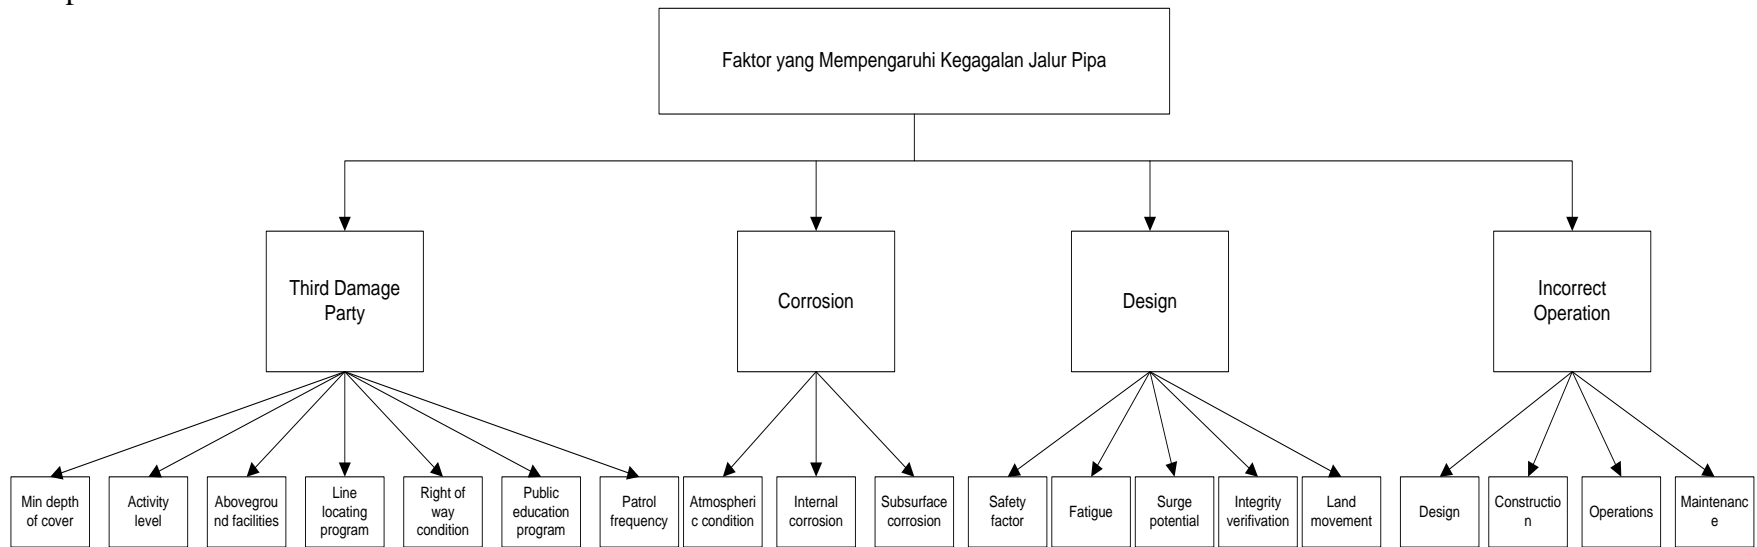 Faktor yang Mempengaruhi Kegagalan Jalur Pipa
Third Damage
Party
Corrosion
Design
Incorrect
Operation
Min depth
of cover
Activity
level
Abovegrou
nd facilities
Line
locating
program
Right of
way
condition
Public
education
program
Patrol
frequency
Atmospheri
c condition
Internal
corrosion
Subsurface
corrosion
Safety
factor
Fatigue
Surge
potential
Integrity
verifivation
Land
movement
Design
Constructio
n
Operations
Maintenanc
e